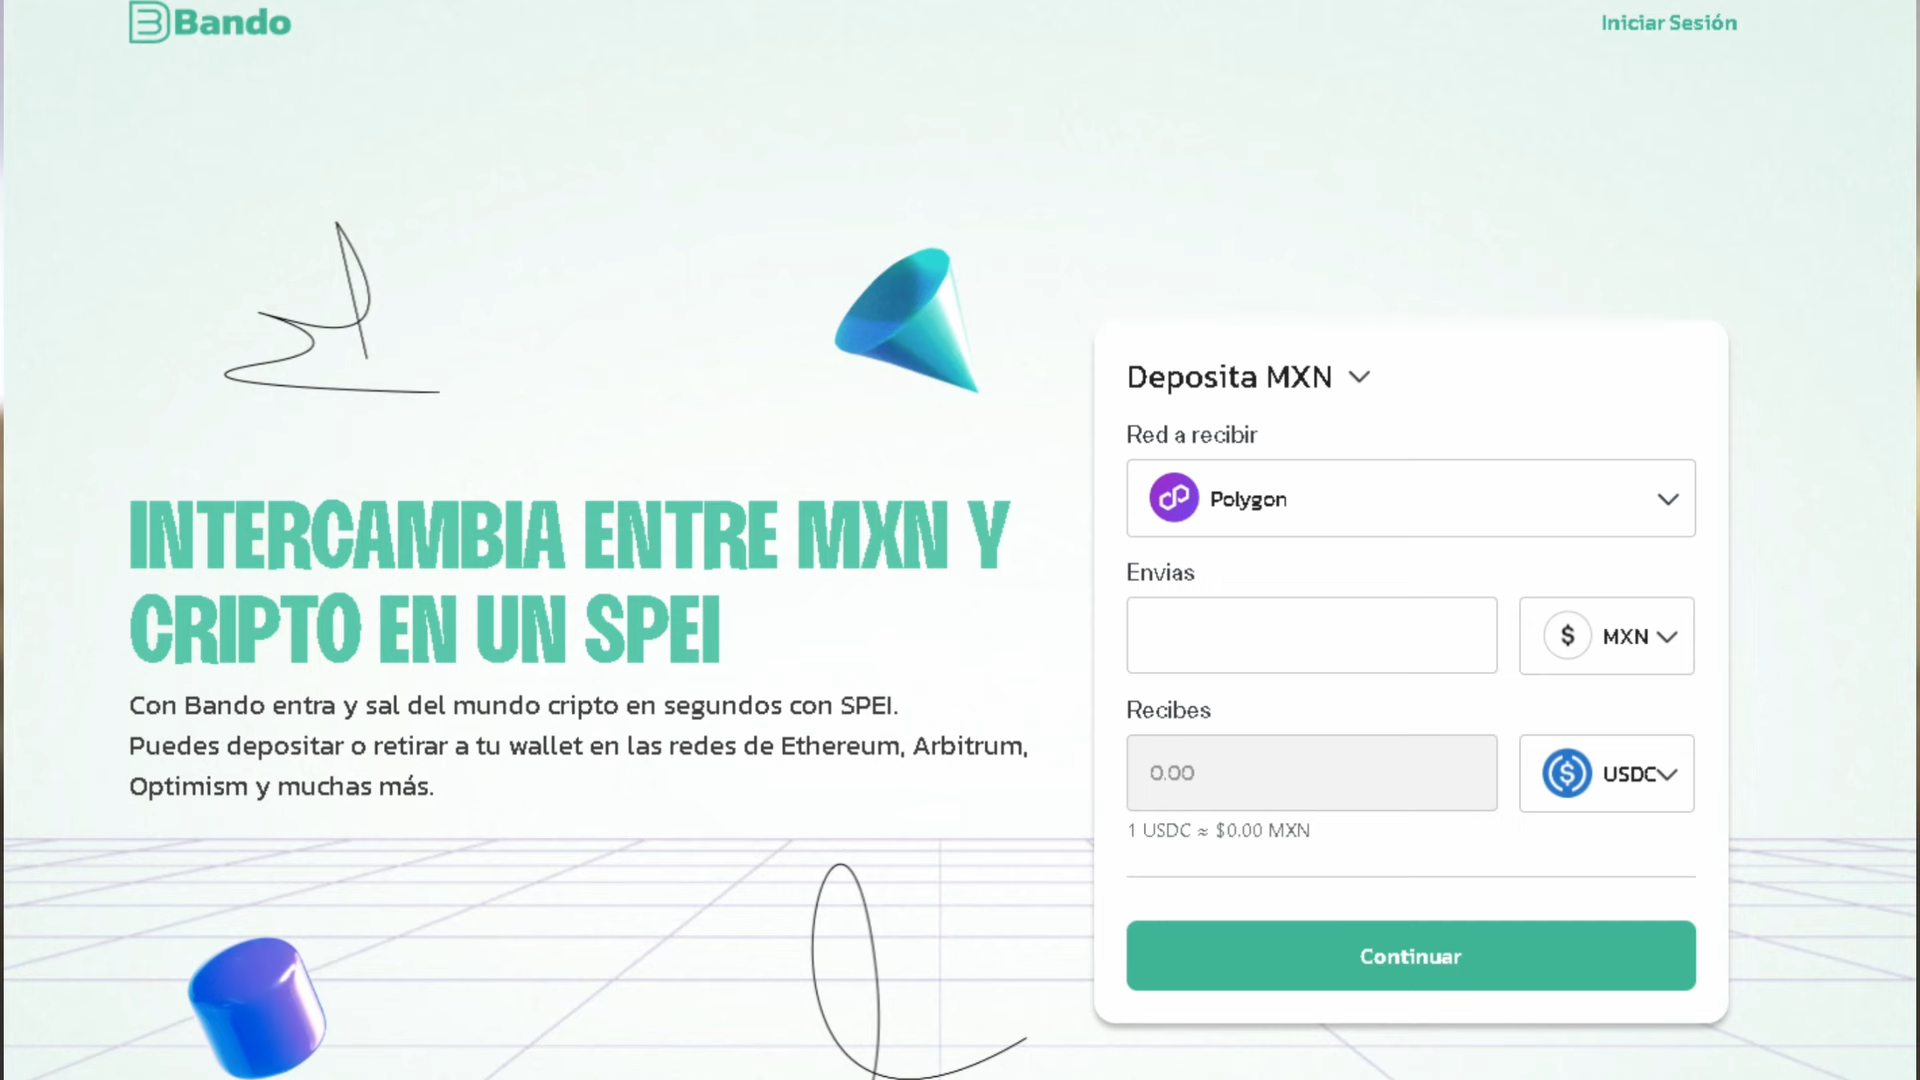 Bando
Iniciar Sesión
INTERCAMBIA ENTRE MXN Y
CRIPTO EN UN SPEI
Con Bando entra y sal del mundo cripto en segundos con SPEI.
Puedes depositar o retirar a tu wallet en las redes de Ethereum, Arbitrum,
Optimism y muchas más.
Deposita MXN
Red a recibir
Polygon
Envias
$ MXN
Recibes
0.00
$ USDC
1 USDC ≈ $0.00 MXN
Continuar